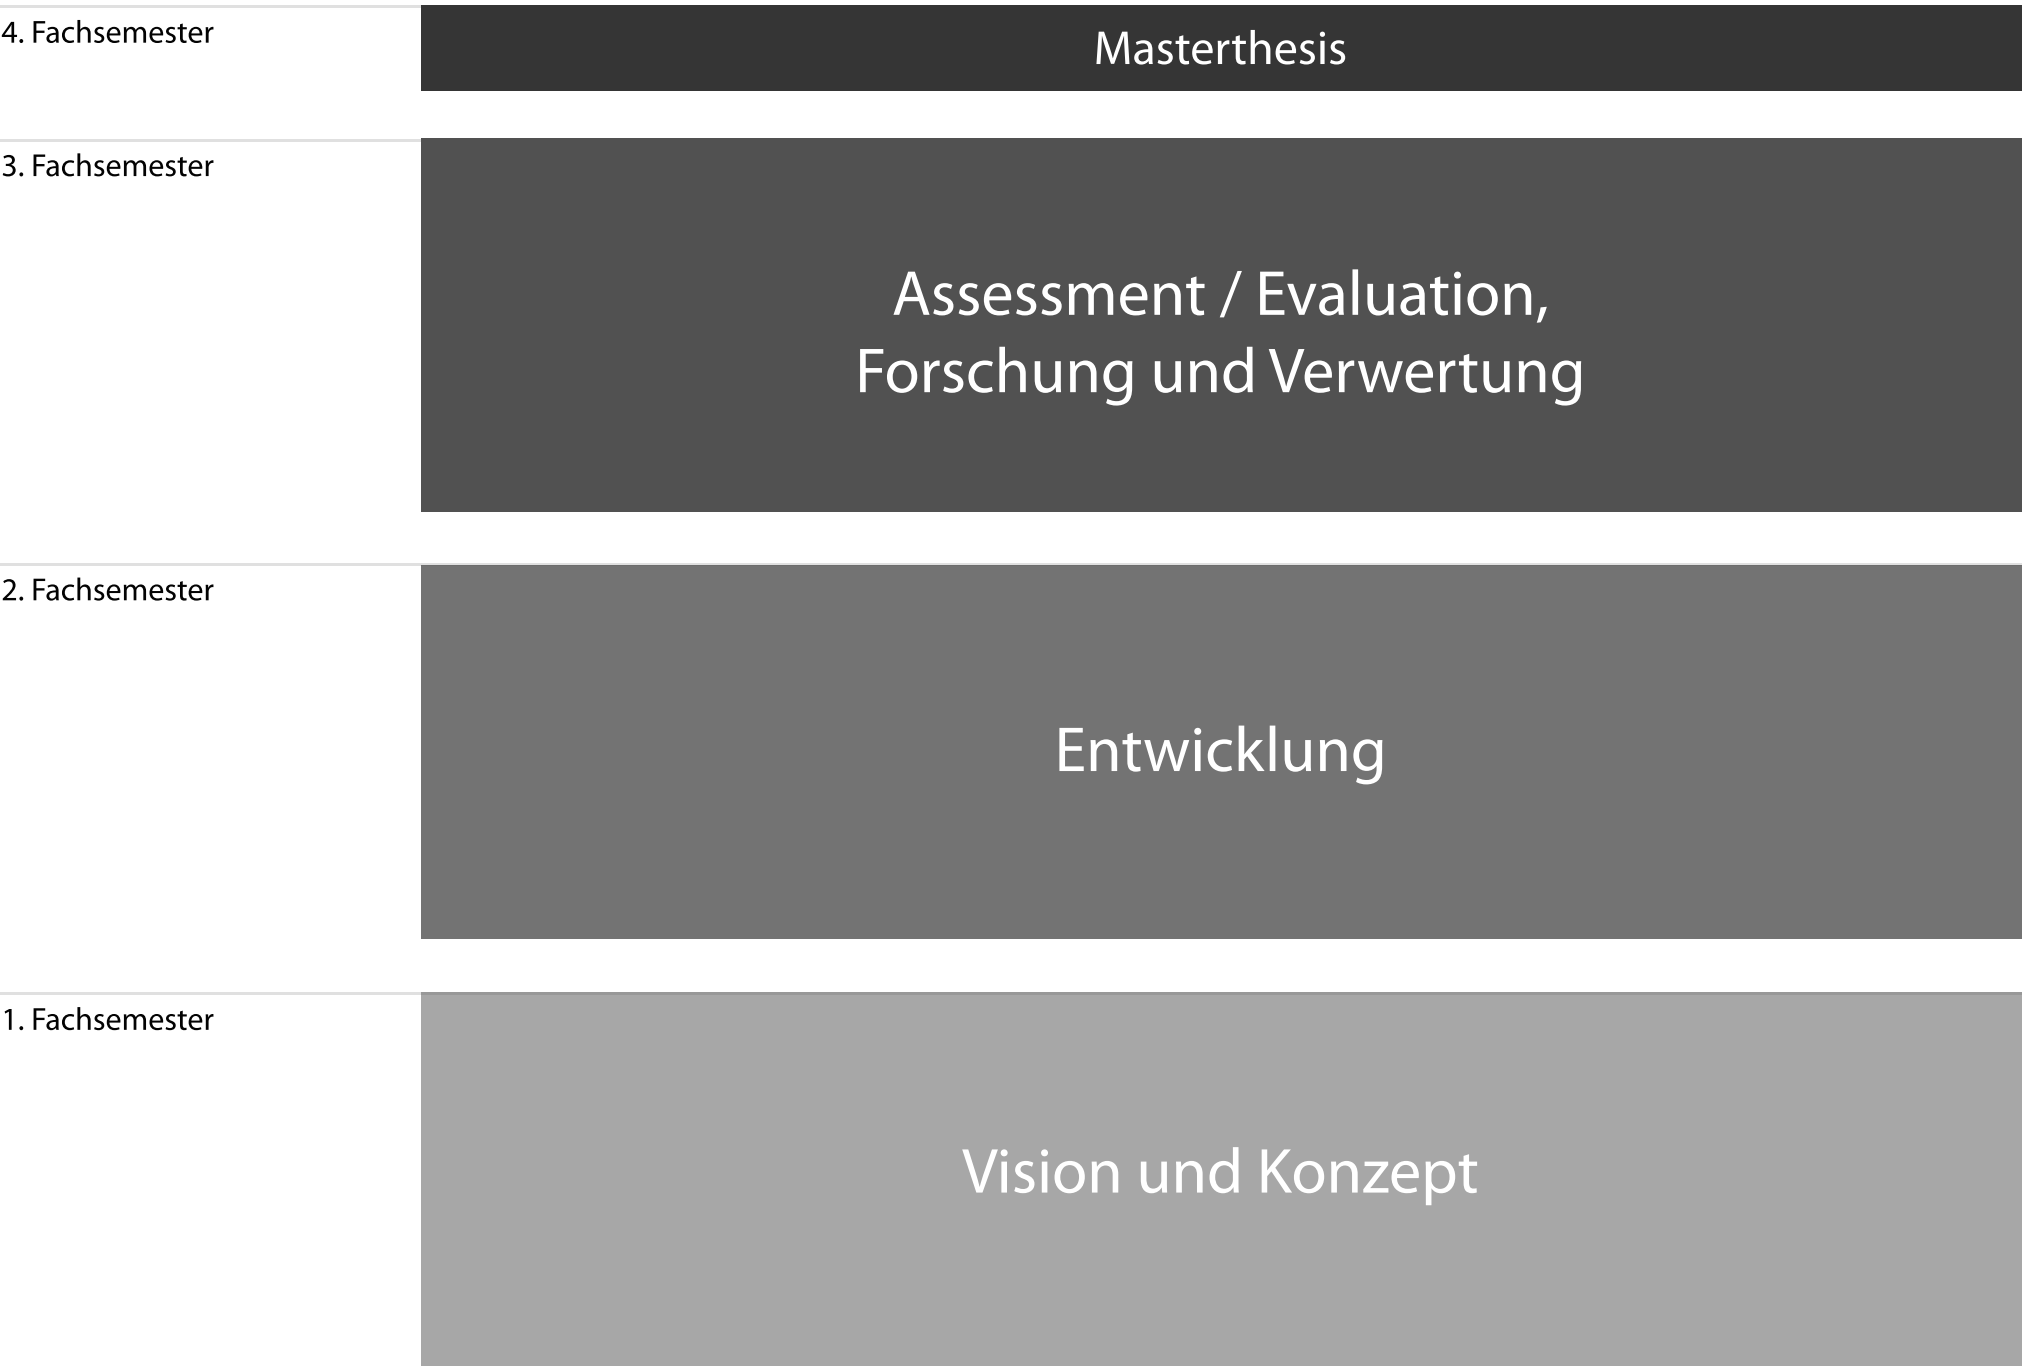 4. Fachsemester
Masterthesis
3. Fachsemester
Assessment / Evaluation,
Forschung und Verwertung
2. Fachsemester
Entwicklung
1. Fachsemester
Vision und Konzept